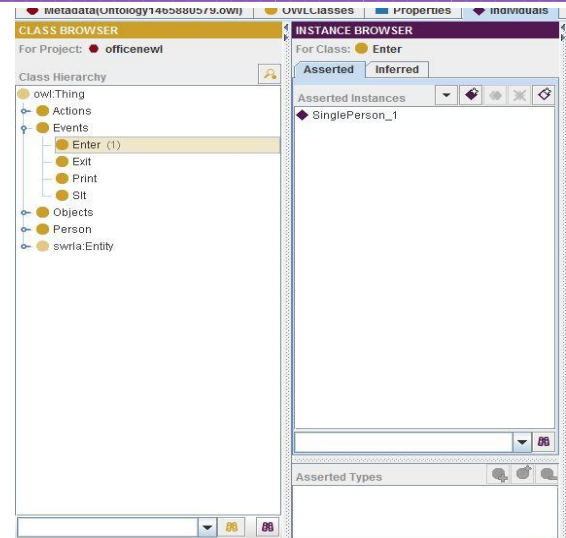 Metadata(Ontology1465880579.owl) OWLClasses Properties Individuals
CLASS BROWSER
For Project: officenewl
Class Hierarchy
owl:Thing
Actions
Events
Enter (1)
Exit
Print
SIt
Objects
Person
swrla:Entity
INSTANCE BROWSER
For Class: Enter
Asserted Inferred
Asserted Instances
SinglePerson_1
Asserted Types